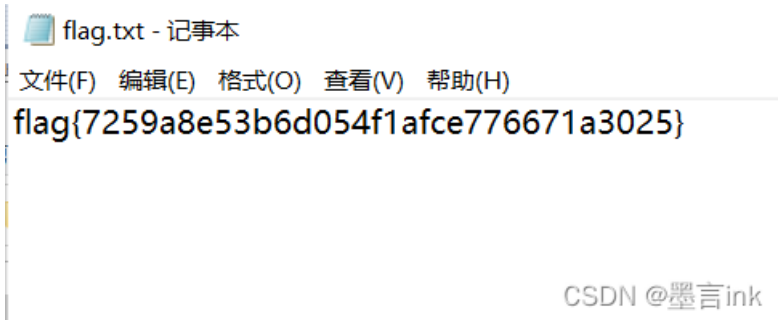 flag.txt - 记事本
文件(F) 编辑(E) 格式(O) 查看(V) 帮助(H)
flag{7259a8e53b6d054f1afce776671a3025}
CSDN @墨言ink